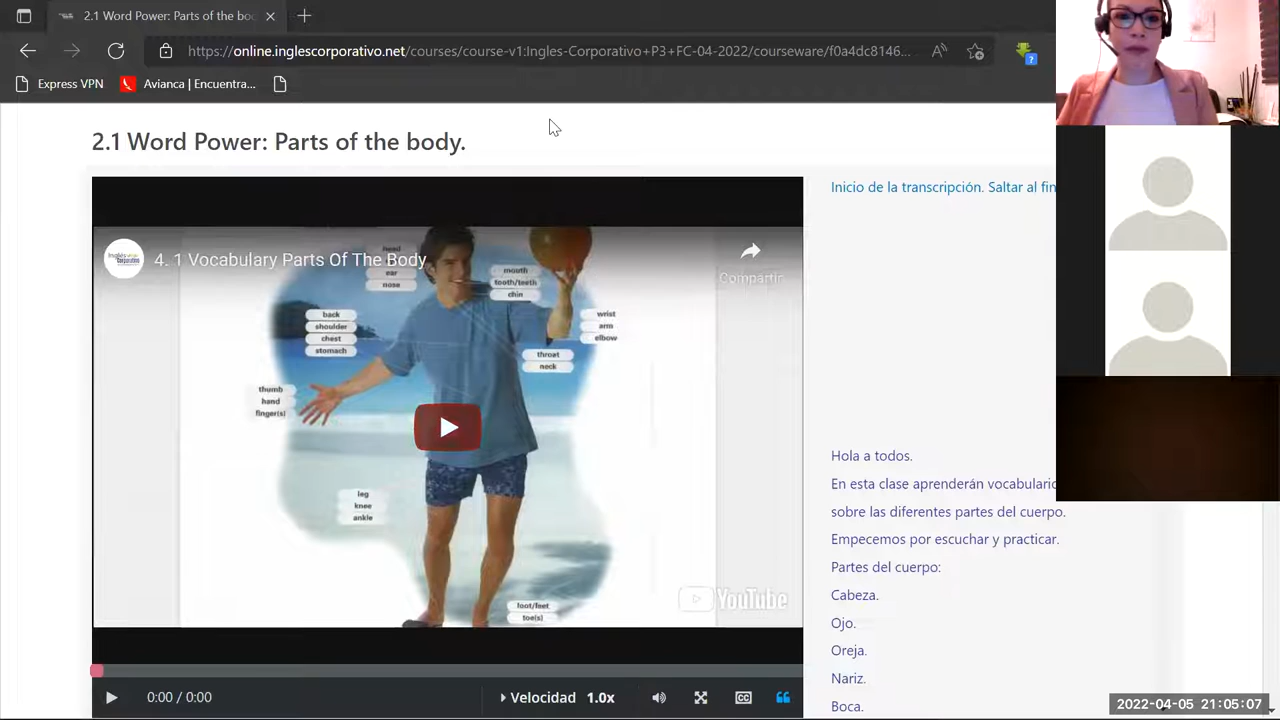 2.1 Word Power: Parts of the bo
https://online.inglescorporativo.net/courses/course-v1:Ingles-Corporativo+P3+FC-04-2022/courseware/f0a4dc8146...
Express VPN
Avianca | Encuentra...
2.1 Word Power: Parts of the body.
Inicio de la transcripción. Saltar al fin
4. 1 Vocabulary Parts Of The Body
Compartir
head
ear
nose
mouth
tooth/teeth
chin
back
shoulder
chest
stomach
wrist
arm
elbow
throat
neck
thumb
hand
finger(s)
leg
knee
ankle
foot/feet
toe(s)
YouTube
Hola a todos.
En esta clase aprenderán vocabulario
sobre las diferentes partes del cuerpo.
Empecemos por escuchar y practicar.
Partes del cuerpo:
Cabeza.
Ojo.
Oreja.
Nariz.
Boca.
0:00 / 0:00
Velocidad 1.0x
2022-04-05 21:05:07